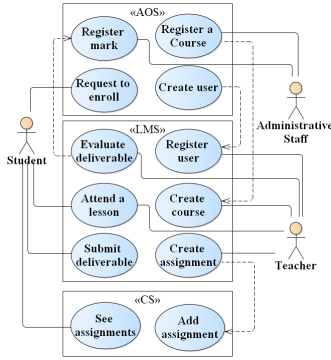 «AOS»
Register
mark
Register a
Course
Request to
enroll
Create user
Administrative
Staff
Student
«LMS»
Evaluate
deliverable
Register
user
Attend a
lesson
Create
course
Submit
deliverable
Create
assignment
Teacher
«CS»
See
assignments
Add
assignment